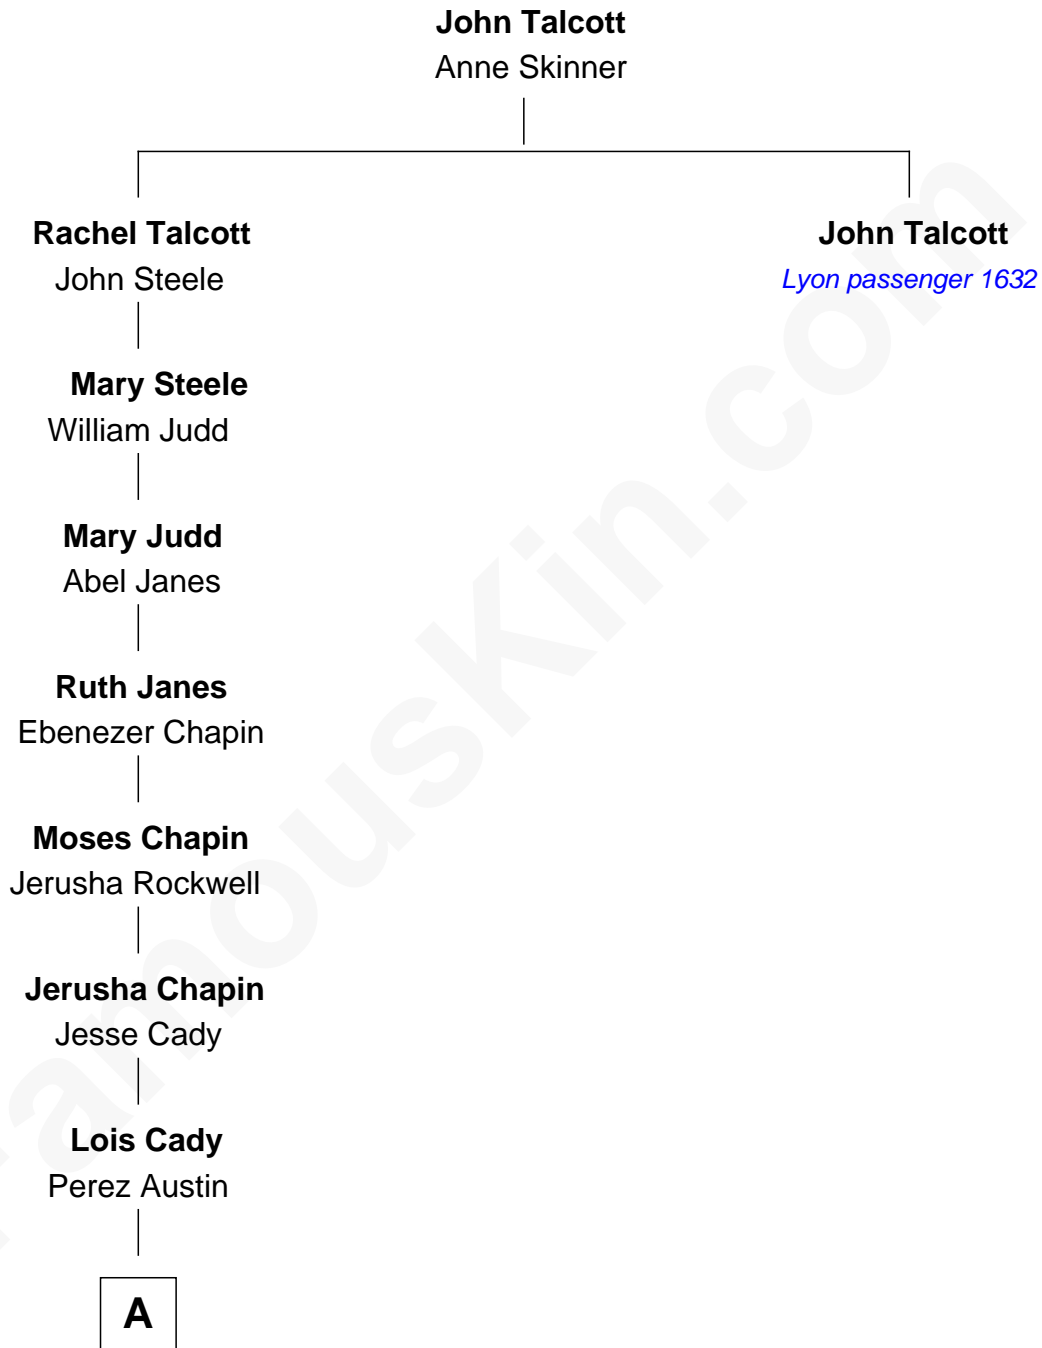 John Talcott
Anne Skinner
Rachel Talcott
John Steele
John Talcott
Lyon passenger 1632
Mary Steele
William Judd
Mary Judd
Abel Janes
Ruth Janes
Ebenezer Chapin
Moses Chapin
Jerusha Rockwell
Jerusha Chapin
Jesse Cady
Lois Cady
Perez Austin
A
FamousKin.com